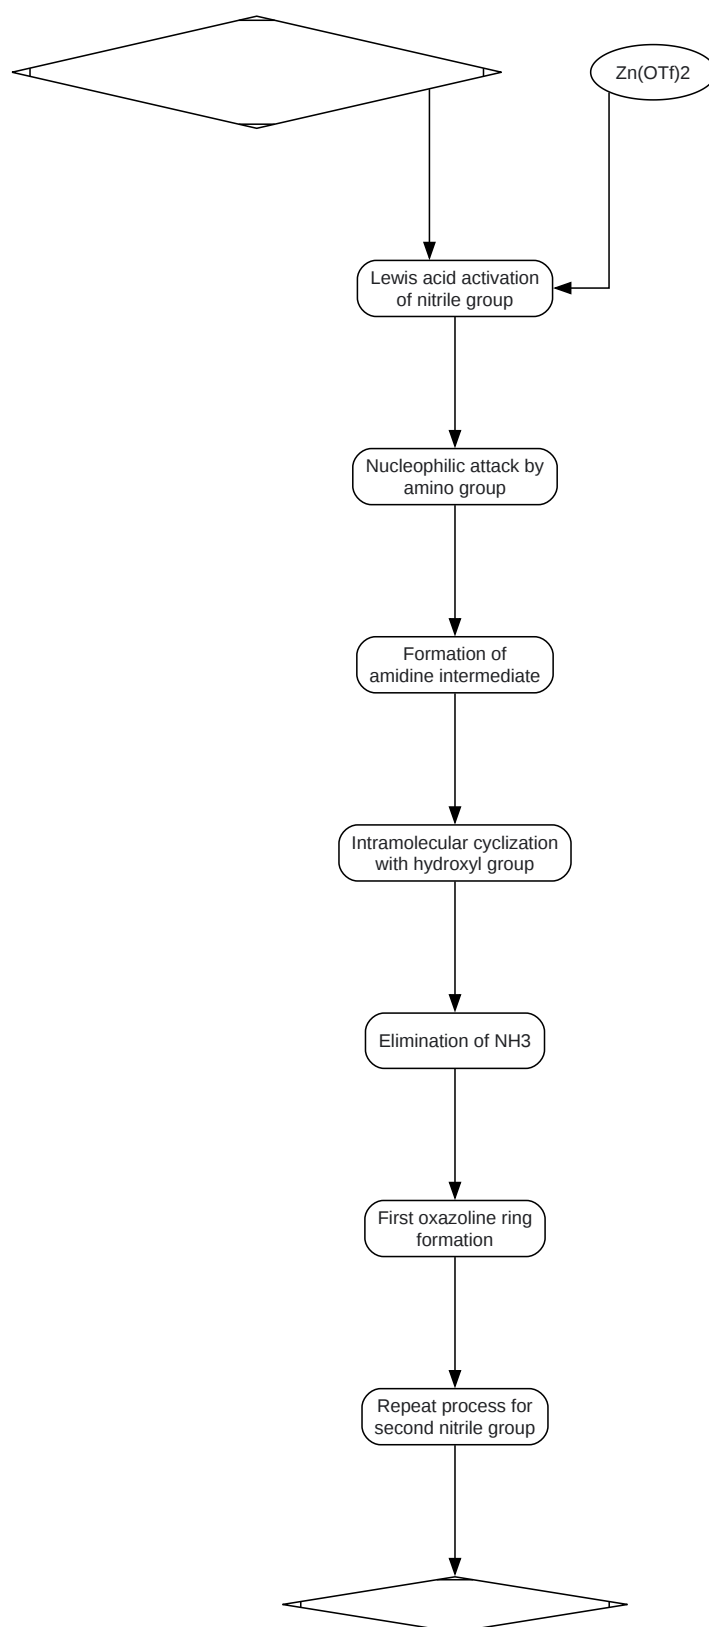 Zn(OTf)2
Lewis acid activation
of nitrile group
Nucleophilic attack by
amino group
Formation of
amidine intermediate
Intramolecular cyclization
with hydroxyl group
Elimination of NH3
First oxazoline ring
formation
Repeat process for
second nitrile group